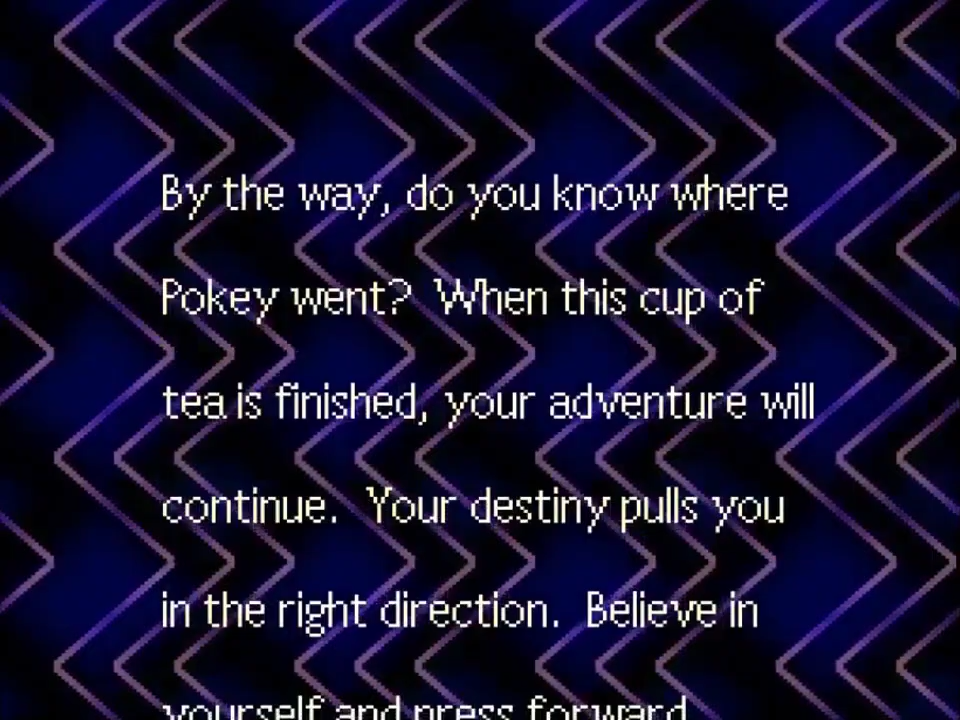 By the way, do you know where
Pokey went? When this cup of
tea is finished, your adventure will
continue. Your destiny pulls you
in the right direction. Believe in
yourself and press forward